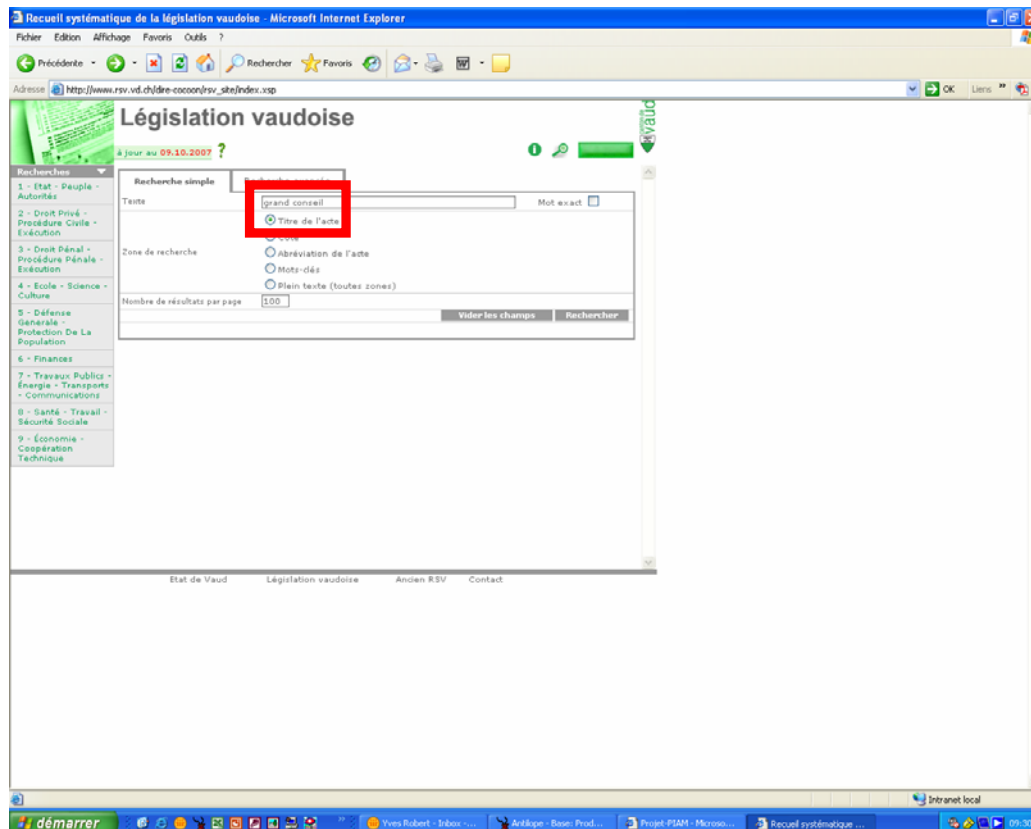 Recueil systématique de la législation vaudoise - Microsoft Internet Explorer
Fichier Edition Affichage Favoris Outils ?
Précédente Rechercher Favoris
Adresse http://www.rsv.vd.ch/dire-cocoon/rsv_site/index.xsp OK Liens »
Législation vaudoise
vaud
à jour au 09.10.2007 ?
Recherches
1 - Etat - Peuple -
Autorités
2 - Droit Privé -
Procédure Civile -
Exécution
3 - Droit Pénal -
Procédure Pénale -
Exécution
4 - Ecole - Science -
Culture
5 - Défense
Générale -
Protection De La
Population
6 - Finances
7 - Travaux Publics -
Énergie - Transports
- Communications
8 - Santé - Travail -
Sécurité Sociale
9 - Économie -
Coopération
Technique
Recherche simple
Texte grand conseil Mot exact
Titre de l'acte
Zone de recherche
Abréviation de l'acte
Mots-clés
Plein texte (toutes zones)
Nombre de résultats par page 100
Vider les champs Rechercher
Etat de Vaud Législation vaudoise Ancien RSV Contact
Intranet local
démarrer Yves Robert - Inbox -... Antilope - Base: Prod... Projet-PIAM - Microso... Recueil systématique ... 09:30